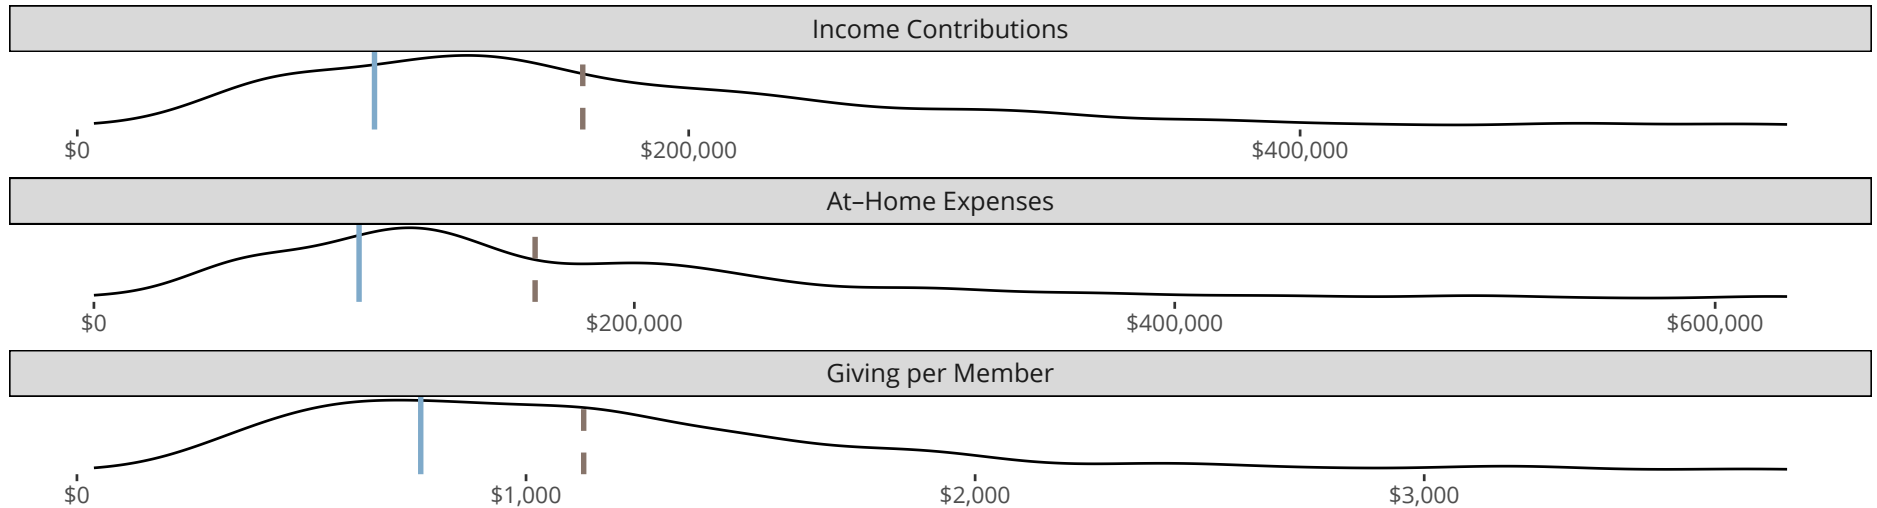 Income Contributions
$0 $200,000 $400,000
At–Home Expenses
$0 $200,000 $400,000 $600,000
Giving per Member
$0 $1,000 $2,000 $3,000